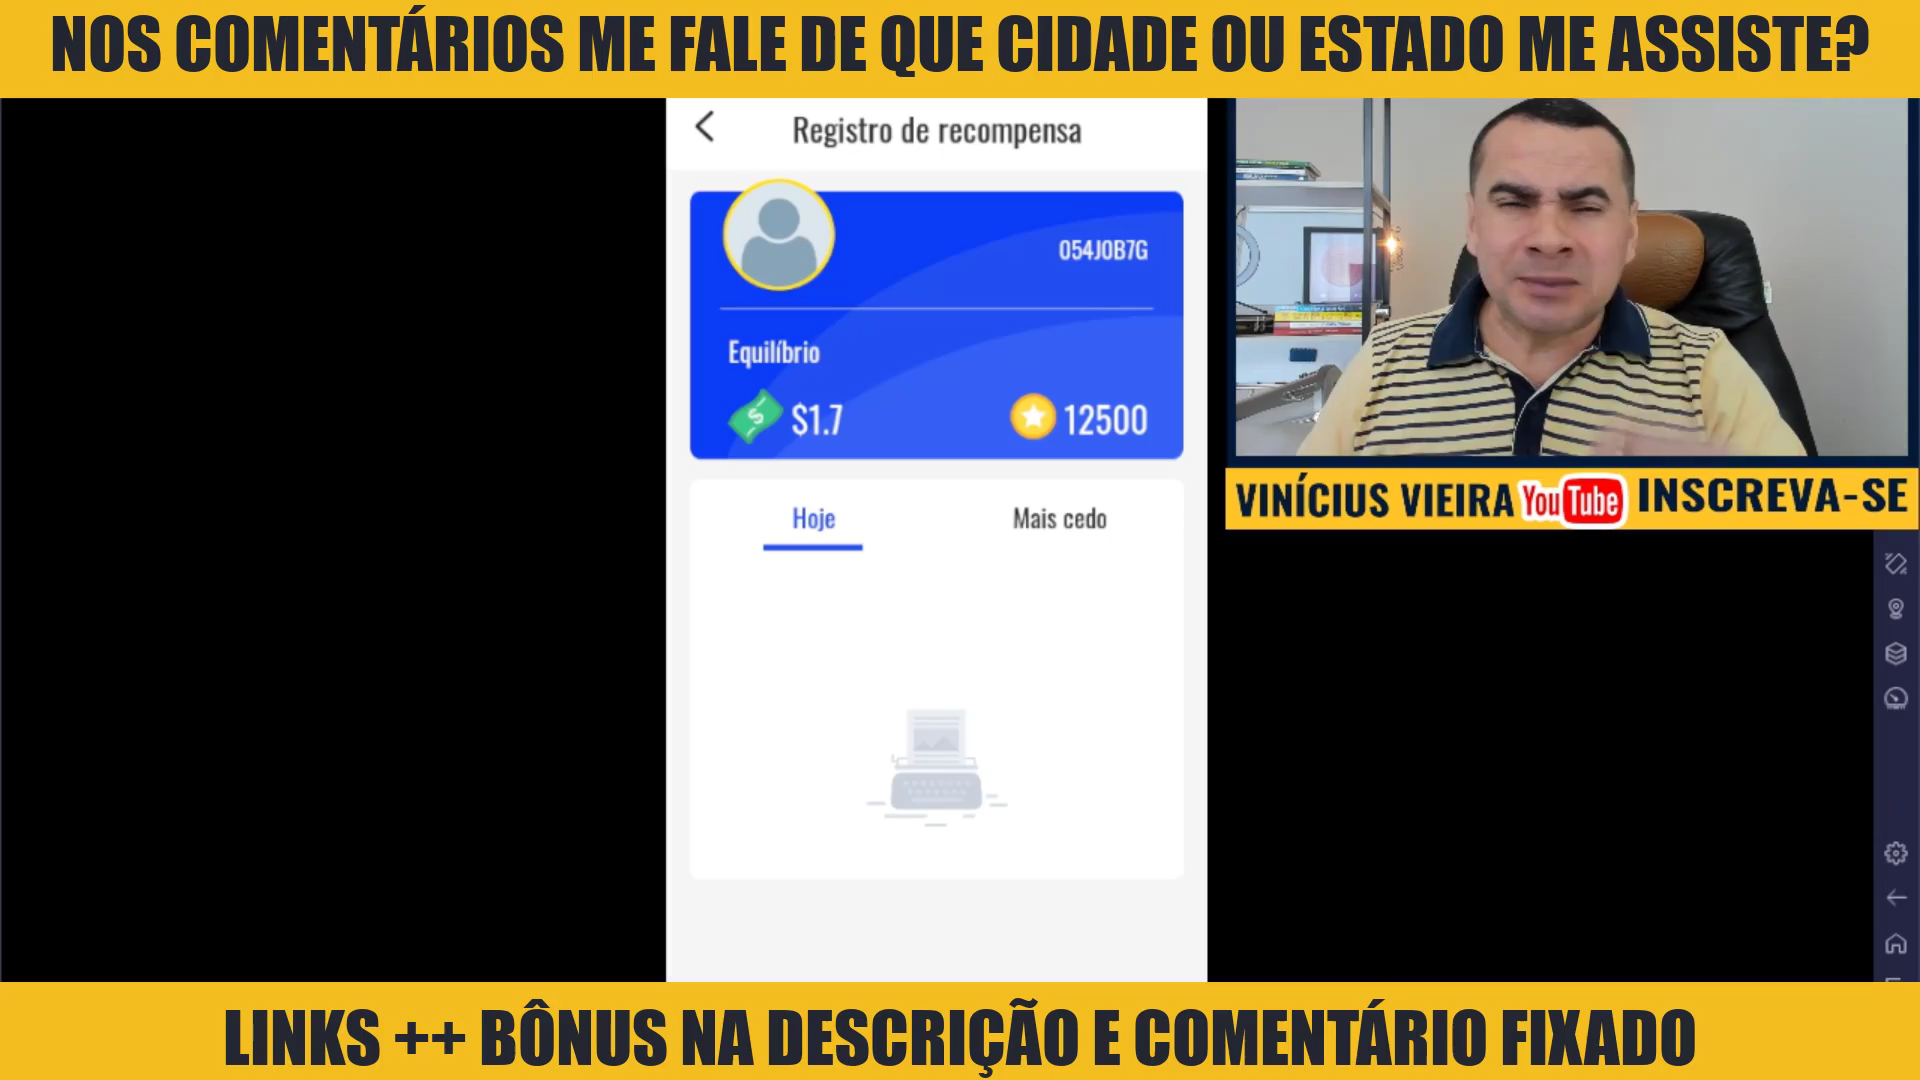 NOS COMENTÁRIOS ME FALE DE QUE CIDADE OU ESTADO ME ASSISTE?
Registro de recompensa
054J0B7G
Equilíbrio
$1.7
12500
Hoje
Mais cedo
VINÍCIUS VIEIRA YouTube INSCREVA-SE
LINKS ++ BÔNUS NA DESCRIÇÃO E COMENTÁRIO FIXADO